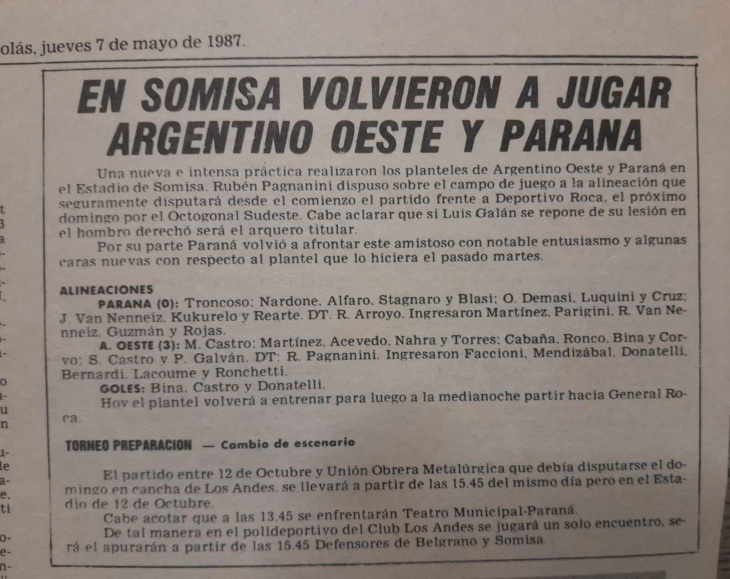 olás, jueves 7 de mayo de 1987.
EN SOMISA VOLVIERON A JUGAR
ARGENTINO OESTE Y PARANA
Una nueva e intensa práctica realizaron los planteles de Argentino Oeste y Paraná en
el Estadio de Somisa. Rubén Pagnanini dispuso sobre el campo de juego a la alineación que
seguramente disputará desde el comienzo el partido frente a Deportivo Roca, el próximo
domingo por el Octogonal Sudeste. Cabe aclarar que si Luis Galán se repone de su lesión en
el hombro derechó será el arquero titular.
Por su parte Paraná volvió a afrontar este amistoso con notable entusiasmo y algunas
caras nuevas con respecto al plantel que lo hiciera el pasado martes.
ALINEACIONES
PARANA (0): Troncoso; Nardone, Alfaro, Stagnaro y Blasi; O. Demasi, Luquini y Cruz;
J. Van Nenneiz, Kukurelo y Rearte. DT. R. Arroyo. Ingresaron Martínez, Parigini, R. Van Ne-
nneiz, Guzmán y Rojas.
A. OESTE (3): M. Castro; Martínez, Acevedo, Nahra y Torres; Cabaña, Ronco, Bina y Cor-
vo; S. Castro y P. Galván. DT: R. Pagnanini. Ingresaron Faccioni, Mendizábal, Donatelli,
Bernardi, Lacoume y Ronchetti.
GOLES: Bina, Castro y Donatelli.
Hoy el plantel volverá a entrenar para luego a la medianoche partir hacia General Ro-
ca.
TORNEO PREPARACION — Cambio de escenario
El partido entre 12 de Octubre y Unión Obrera Metalúrgica que debía disputarse el do-
mingo en cancha de Los Andes, se llevará a partir de las 15.45 del mismo día pero en el Esta-
dio de 12 de Octubre.
Cabe acotar que a las 13.45 se enfrentarán Teatro Municipal-Paraná.
De tal manera en el polideportivo del Club Los Andes se jugará un solo encuentro, se-
rá el apurarán a partir de las 15.45 Defensores de Belgrano y Somisa.